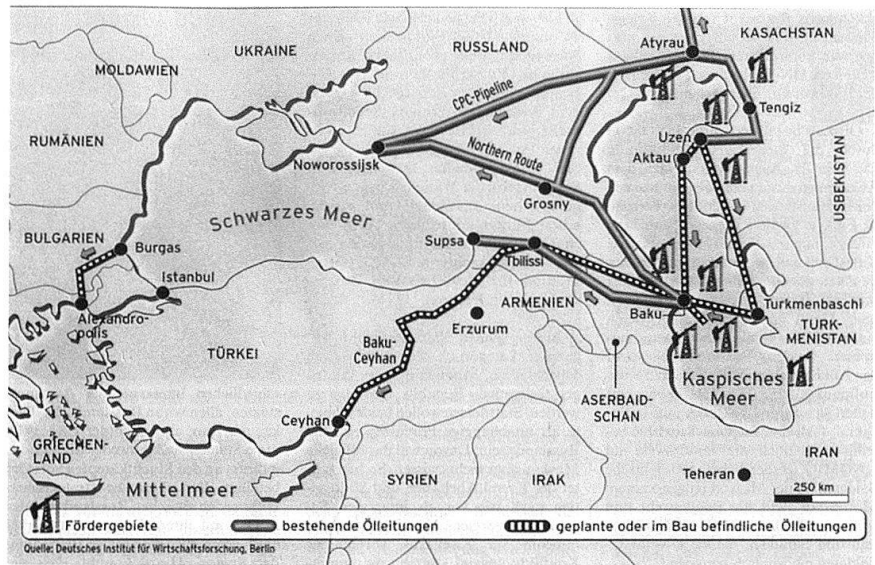 UKRAINE
RUSSLAND
KASACHSTAN
Atyrau
MOLDAWIEN
CPC-Pipeline
Tengiz
RUMÄNIEN
Uzen
Noworossijsk
Northern Route
Aktau
USBEKISTAN
Grosny
Schwarzes Meer
BULGARIEN
Burgas
Supsa
Tbilissi
Istanbul
ARMENIEN
Alexandro-
polis
Baku
Turkmenbaschi
Erzurum
TÜRKEI
Baku-
Ceyhan
TURK-
MENISTAN
Kaspisches
Meer
ASERBAID-
SCHAN
Ceyhan
GRIECHEN-
LAND
Mittelmeer
SYRIEN
IRAK
Teheran
IRAN
250 km
Fördergebiete
bestehende Ölleitungen
geplante oder im Bau befindliche Ölleitungen
Quelle: Deutsches Institut für Wirtschaftsforschung, Berlin